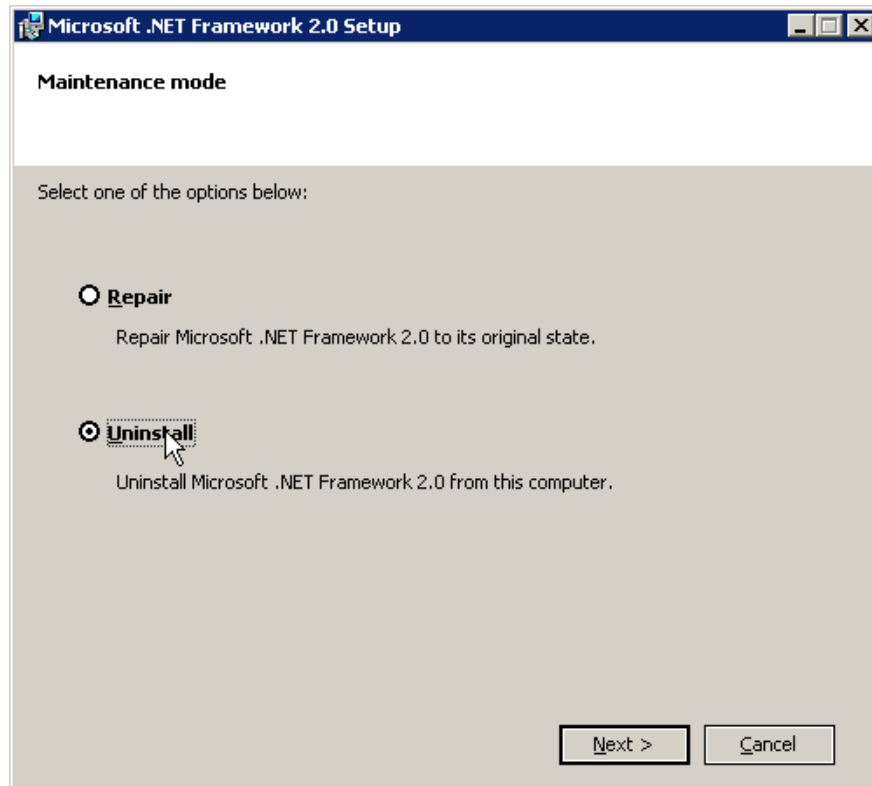 Microsoft .NET Framework 2.0 Setup
Maintenance mode
Select one of the options below:
Repair
Repair Microsoft .NET Framework 2.0 to its original state.
Uninstall
Uninstall Microsoft .NET Framework 2.0 from this computer.
Next >
Cancel